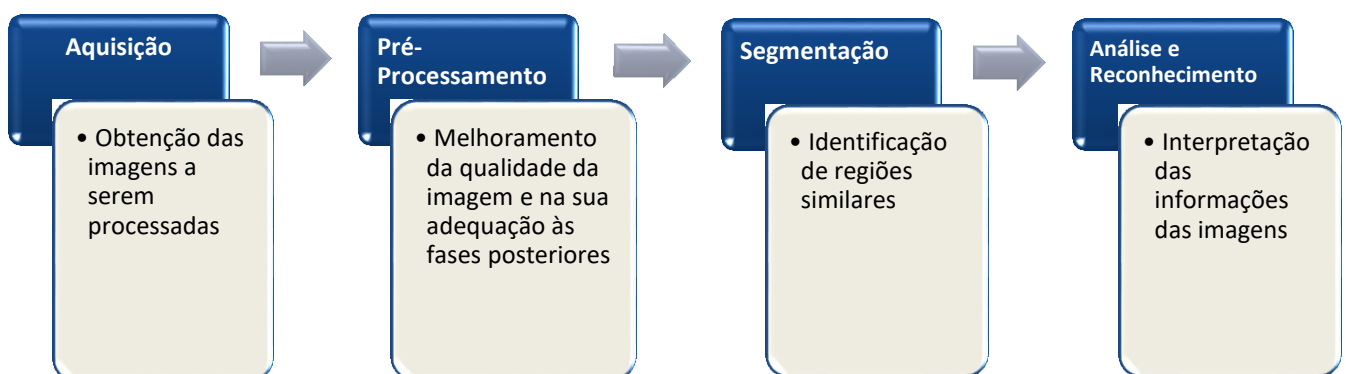 Aquisição
• Obtenção das
imagens a
serem
processadas
Pré-
Processamento
• Melhoramento
da qualidade da
imagem e na sua
adequação às
fases posteriores
Segmentação
• Identificação
de regiões
similares
Análise e
Reconhecimento
• Interpretação
das
informações
das imagens